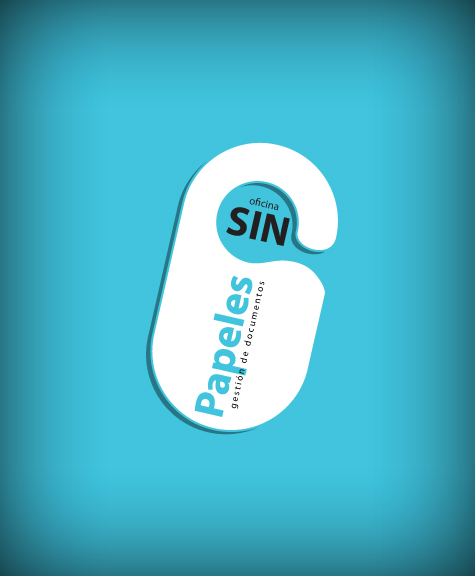 oficina
SIN
Papeles
gestión de documentos